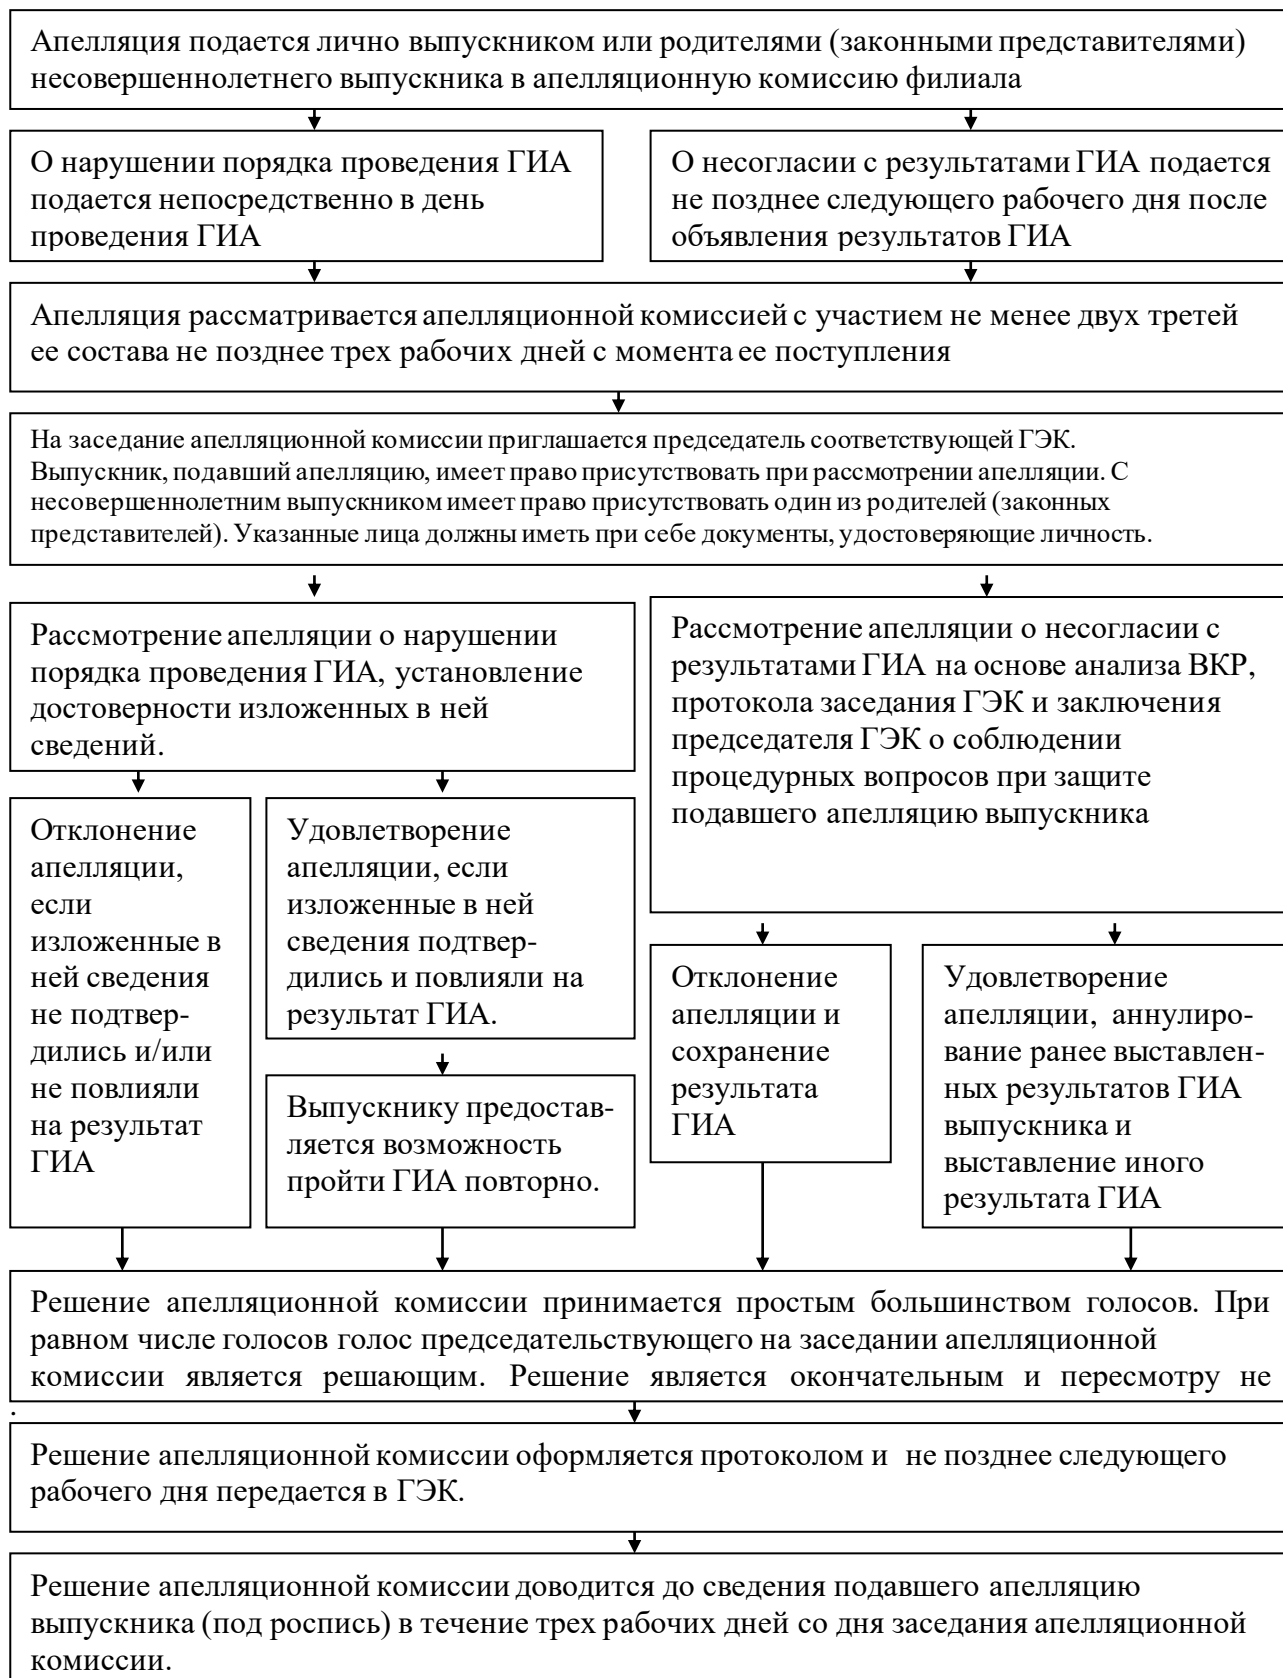 Апелляция подается лично выпускником или родителями (законными представителями)
несовершеннолетнего выпускника в апелляционную комиссию филиала
О нарушении порядка проведения ГИА
подается непосредственно в день
проведения ГИА
О несогласии с результатами ГИА подается
не позднее следующего рабочего дня после
объявления результатов ГИА
Апелляция рассматривается апелляционной комиссией с участием не менее двух третей
ее состава не позднее трех рабочих дней с момента ее поступления
На заседание апелляционной комиссии приглашается председатель соответствующей ГЭК.
Выпускник, подавший апелляцию, имеет право присутствовать при рассмотрении апелляции. С
несовершеннолетним выпускником имеет право присутствовать один из родителей (законных
представителей). Указанные лица должны иметь при себе документы, удостоверяющие личность.
Рассмотрение апелляции о нарушении
порядка проведения ГИА, установление
достоверности изложенных в ней
сведений.
Рассмотрение апелляции о несогласии с
результатами ГИА на основе анализа ВКР,
протокола заседания ГЭК и заключения
председателя ГЭК о соблюдении
процедурных вопросов при защите
подавшего апелляцию выпускника
Отклонение
апелляции,
если
изложенные в
ней сведения
не подтвер-
дились и/или
не повлияли
на результат
ГИА
Удовлетворение
апелляции, если
изложенные в ней
сведения подтвер-
дились и повлияли на
результат ГИА.
Выпускнику предостав-
ляется возможность
пройти ГИА повторно.
Отклонение
апелляции и
сохранение
результата
ГИА
Удовлетворение
апелляции, аннулиро-
вание ранее выставлен-
ных результатов ГИА
выпускника и
выставление иного
результата ГИА
Решение апелляционной комиссии принимается простым большинством голосов. При
равном числе голосов голос председательствующего на заседании апелляционной
комиссии является решающим. Решение является окончательным и пересмотру не
.
Решение апелляционной комиссии оформляется протоколом и не позднее следующего
рабочего дня передается в ГЭК.
Решение апелляционной комиссии доводится до сведения подавшего апелляцию
выпускника (под роспись) в течение трех рабочих дней со дня заседания апелляционной
комиссии.